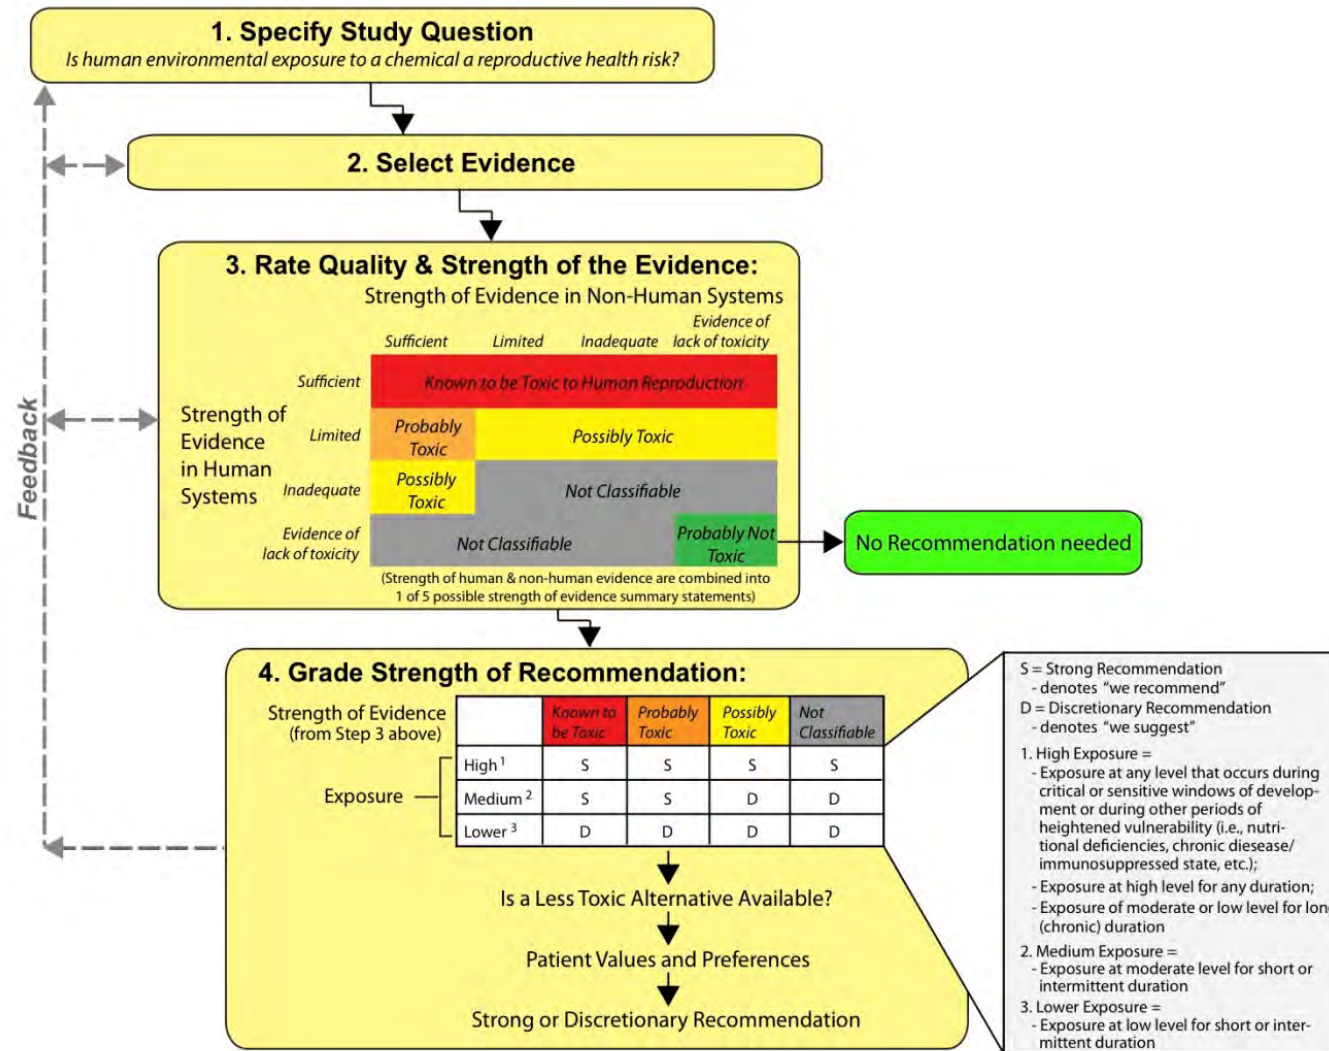 1. Specify Study Question
Is human environmental exposure to a chemical a reproductive health risk?
2. Select Evidence
3. Rate Quality & Strength of the Evidence:
Strength of Evidence in Non-Human Systems
Sufficient Limited Inadequate Evidence of
lack of toxicity
Sufficient Known to be Toxic to Human Reproduction
Strength of
Evidence
in Human
Systems
Limited Probably
Toxic Possibly Toxic
Inadequate Possibly
Toxic Not Classifiable
Evidence of
lack of toxicity Not Classifiable Probably Not
Toxic
(Strength of human & non-human evidence are combined into
1 of 5 possible strength of evidence summary statements)
No Recommendation needed
Feedback
4. Grade Strength of Recommendation:
Strength of Evidence
(from Step 3 above)
Known to
be Toxic
Probably
Toxic
Possibly
Toxic
Not
Classifiable
Exposure
High 1 S S S S
Medium 2 S S D D
Lower 3 D D D D
Is a Less Toxic Alternative Available?
Patient Values and Preferences
Strong or Discretionary Recommendation
S = Strong Recommendation
- denotes “we recommend”
D = Discretionary Recommendation
- denotes “we suggest”
1. High Exposure =
- Exposure at any level that occurs during
critical or sensitive windows of develop-
ment or during other periods of
heightened vulnerability (i.e., nutri-
tional deficiencies, chronic diesease/
immunosuppressed state, etc.);
- Exposure at high level for any duration;
- Exposure of moderate or low level for
(chronic) duration
2. Medium Exposure =
- Exposure at moderate level for short or
intermittent duration
3. Lower Exposure =
- Exposure at low level for short or inter-
mittent duration